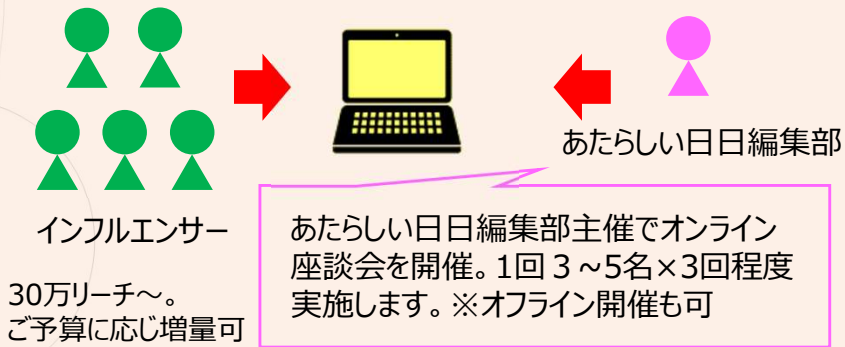 あたらしい日日編集部
インフルエンサー
30万リーチ～。
ご予算に応じ増量可
あたらしい日日編集部主催でオンライン
座談会を開催。1回３～5名×3回程度
実施します。※オフライン開催も可